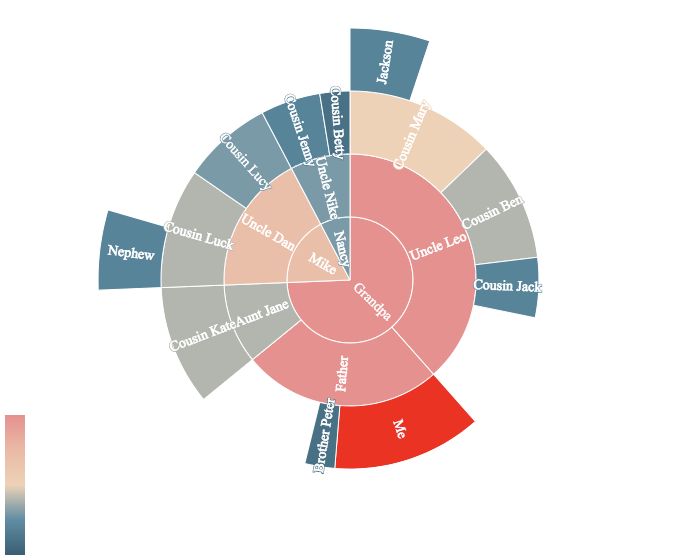 Jackson
Cousin Mary
Cousin Betty
Cousin Jenny
Cousin Lucy
Uncle Nike
Cousin Ben
Uncle Dan
Cousin Luck
Uncle Leo
Nephew
Nancy
Mike
Cousin Jack
Grandpa
Aunt Jane
Cousin Kate
Father
Me
Brother Peter